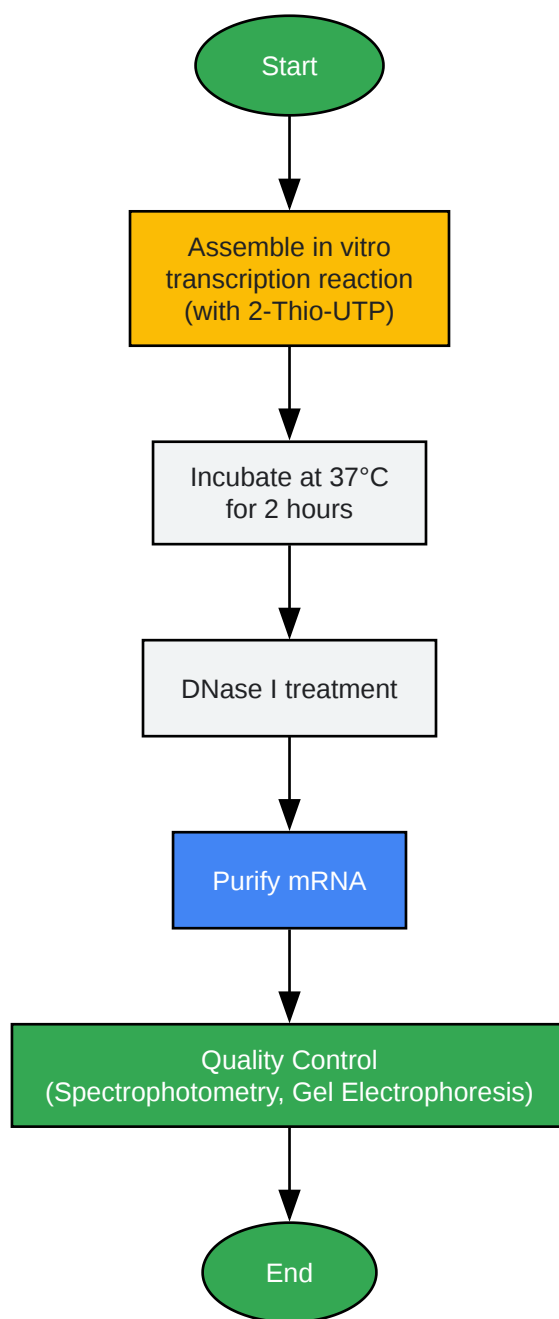 Start
Assemble in vitro
transcription reaction
(with 2-Thio-UTP)
Incubate at 37°C
for 2 hours
DNase I treatment
Purify mRNA
Quality Control
(Spectrophotometry, Gel Electrophoresis)
End